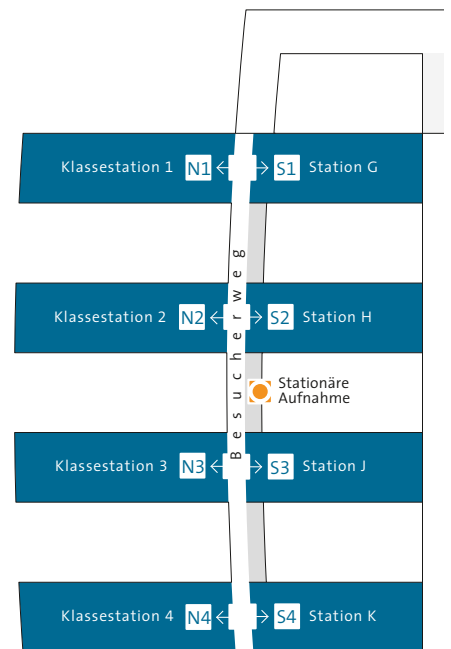 Klassestation 1 N1 S1 Station G
Besucherweg
Klassestation 2 N2 S2 Station H
Stationäre
Aufnahme
Klassestation 3 N3 S3 Station J
Klassestation 4 N4 S4 Station K